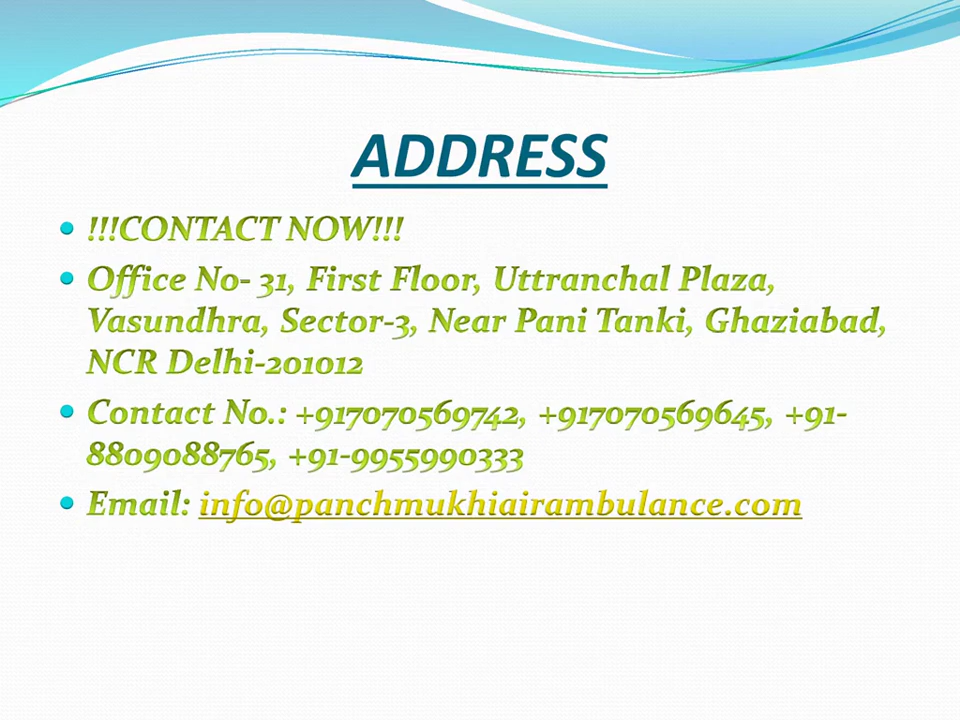 ADDRESS
!!!CONTACT NOW!!!
Office No- 31, First Floor, Uttranchal Plaza,
Vasundhra, Sector-3, Near Pani Tanki, Ghaziabad,
NCR Delhi-201012
Contact No.: +917070569742, +917070569645, +91-
8809088765, +91-9955990333
Email: info@panchmukhiairambulance.com